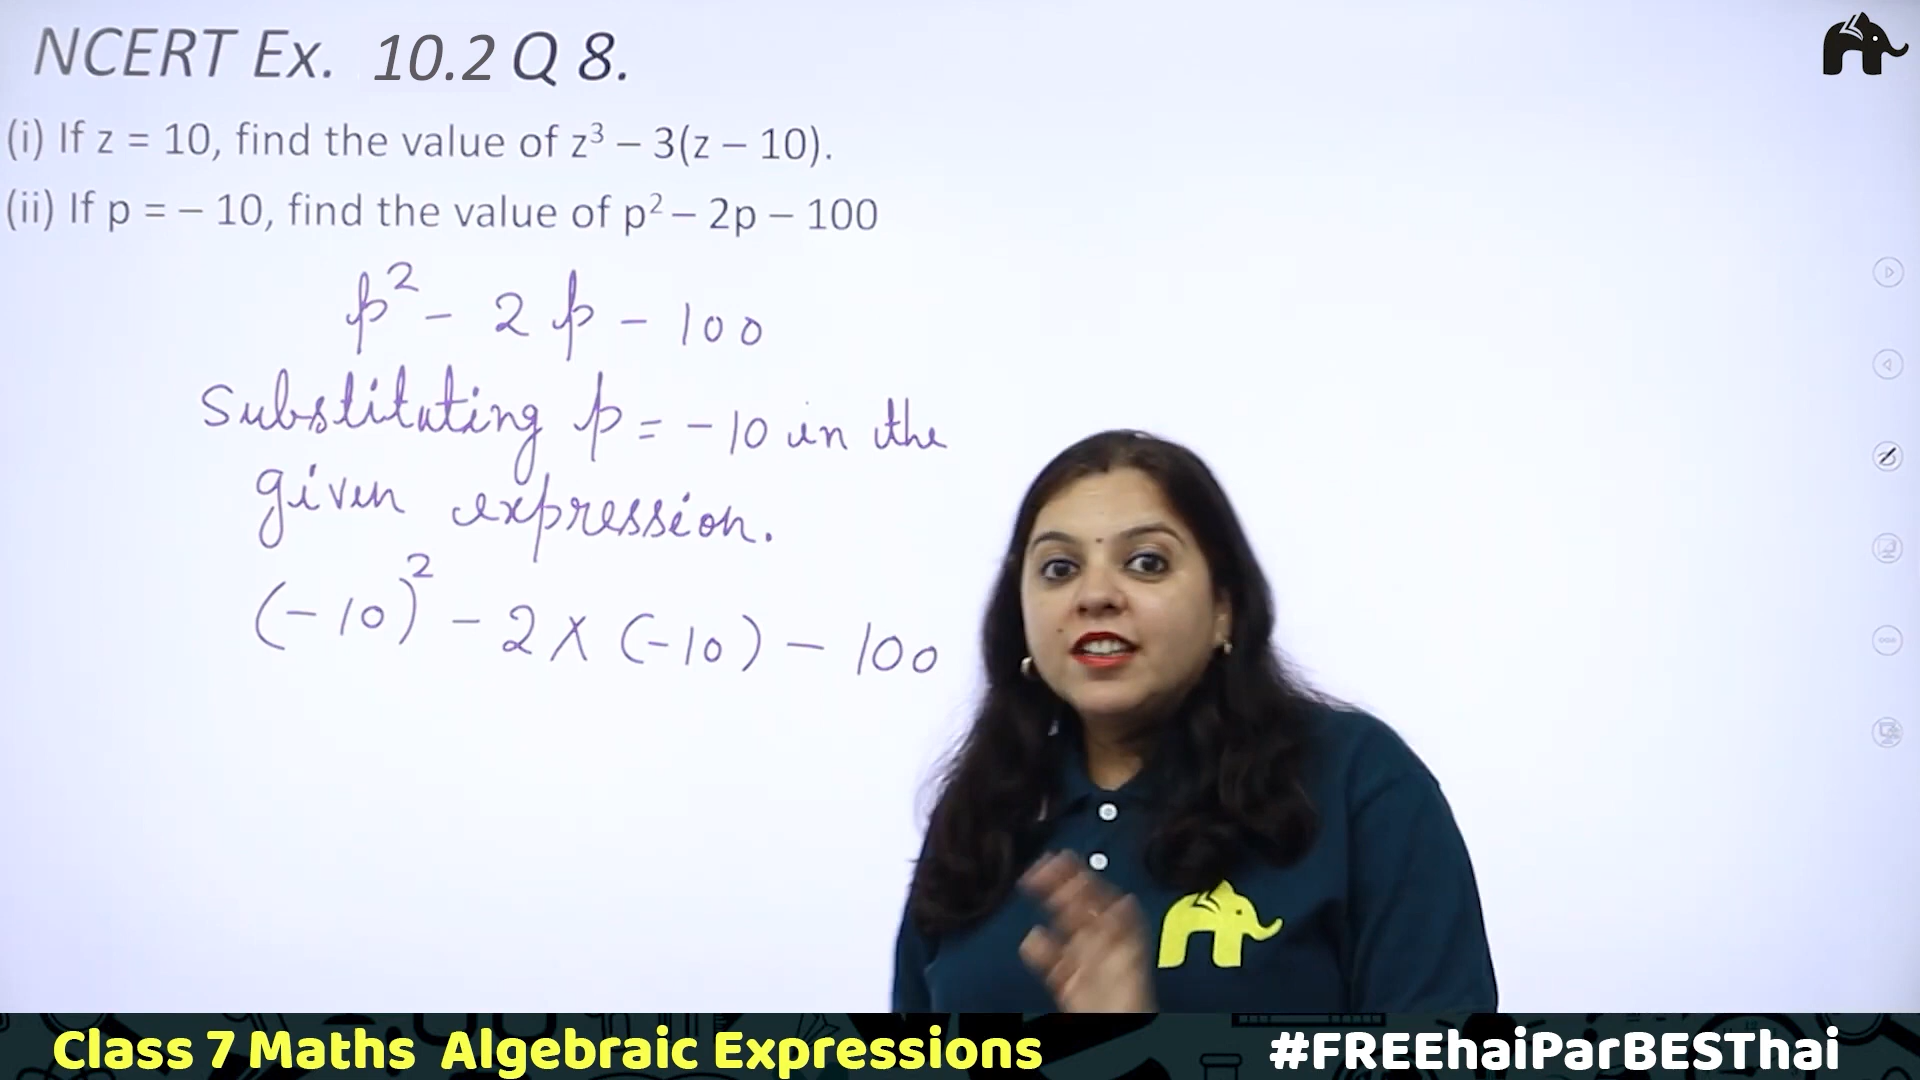 NCERT Ex. 10.2 Q 8.
(i) If z = 10, find the value of z³ – 3(z – 10).
(ii) If p = – 10, find the value of p² – 2p – 100
p² - 2p - 100
Substituting p = -10 in the
given expression.
(-10)² - 2 X (-10) - 100
Class 7 Maths Algebraic Expressions
#FREEhaiParBESThai